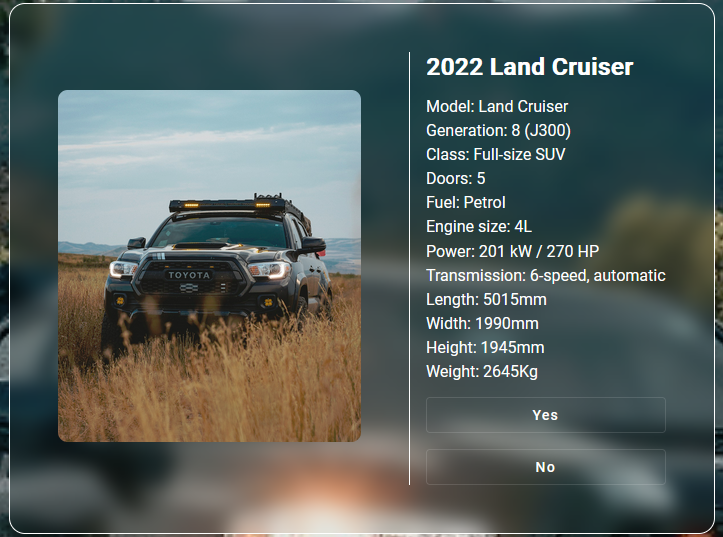 TOYOTA
2022 Land Cruiser
Model: Land Cruiser
Generation: 8 (J300)
Class: Full-size SUV
Doors: 5
Fuel: Petrol
Engine size: 4L
Power: 201 kW / 270 HP
Transmission: 6-speed, automatic
Length: 5015mm
Width: 1990mm
Height: 1945mm
Weight: 2645Kg
Yes
No